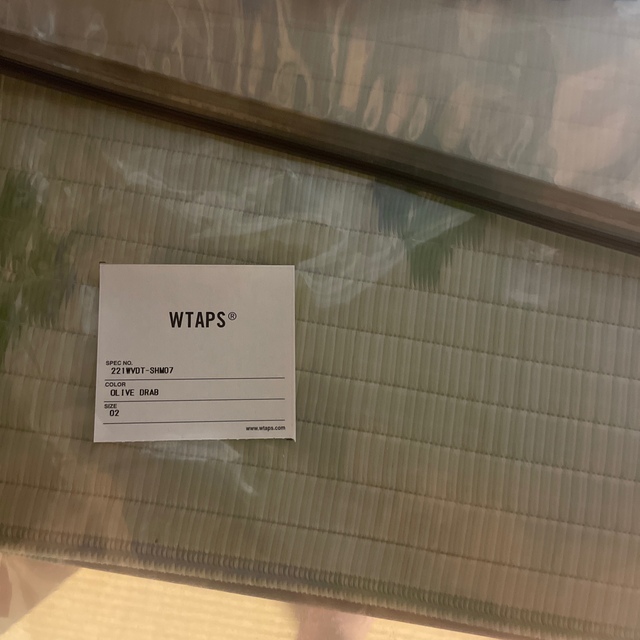 WTAPS®
SPEC NO.
221WVDT-SHM07
COLOR
OLIVE DRAB
SIZE
02
www.wtaps.com